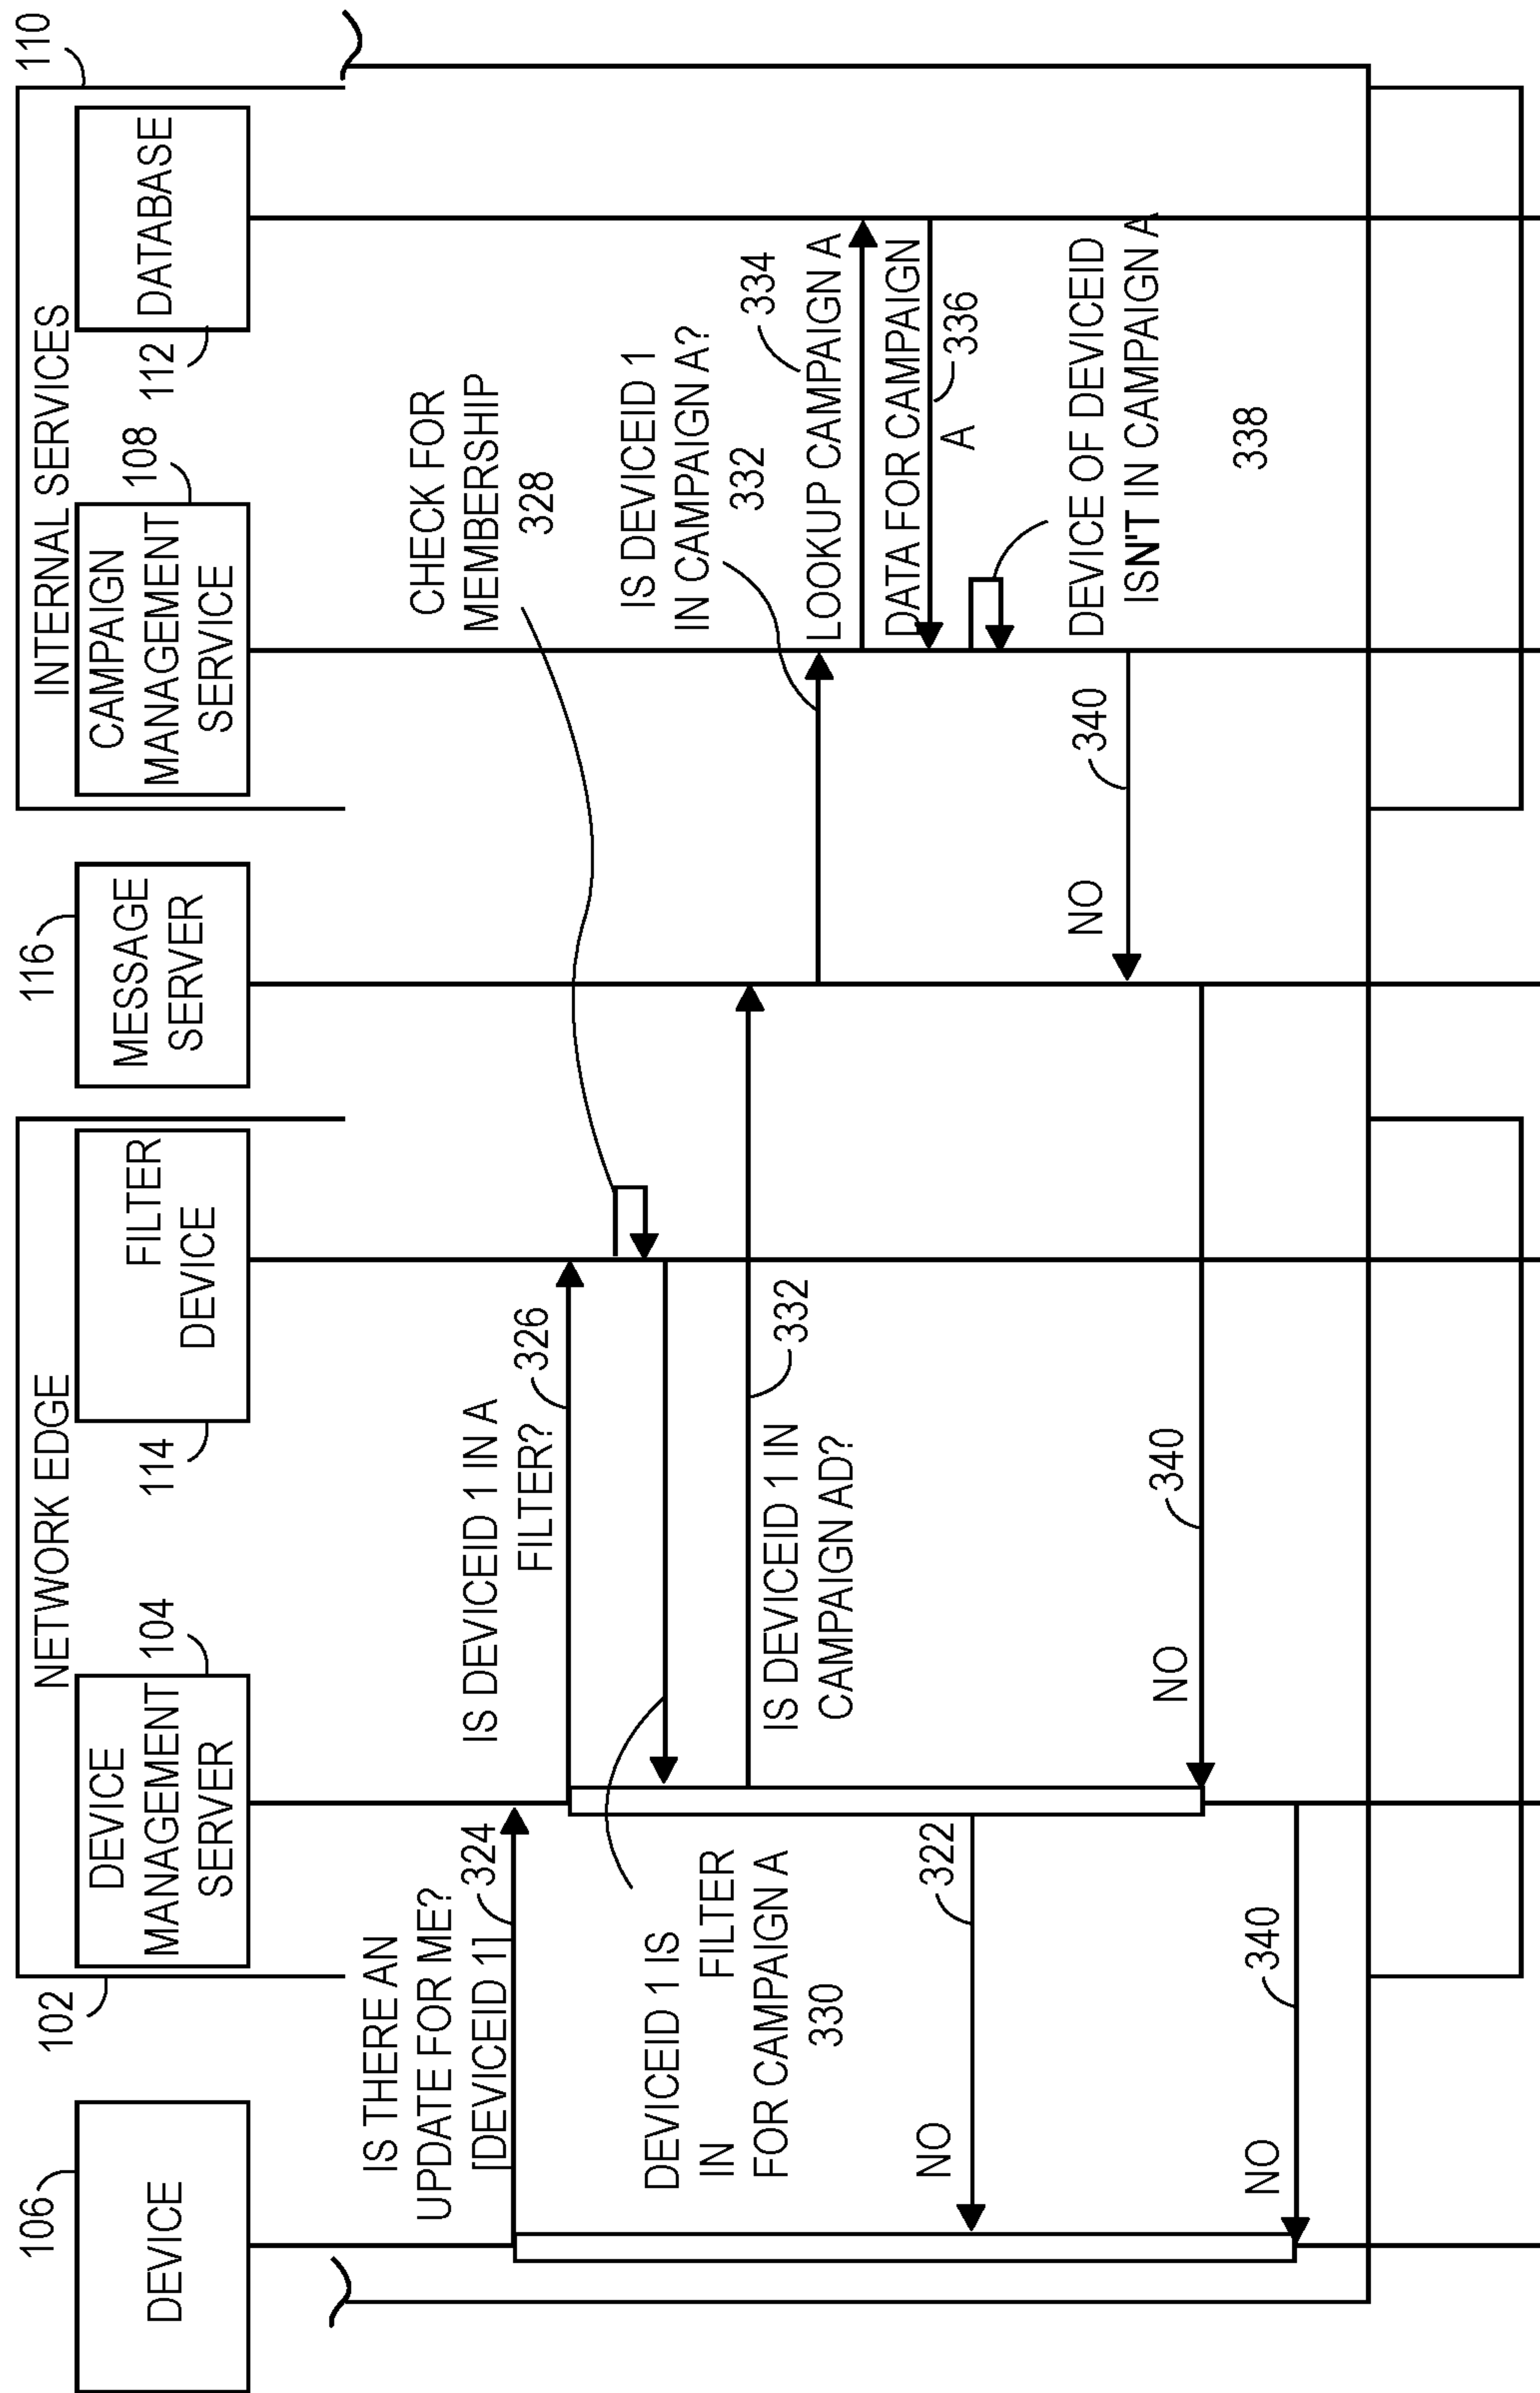 106
DEVICE
102
NETWORK EDGE
DEVICE
MANAGEMENT
SERVER
104
114
FILTER
DEVICE
116
MESSAGE
SERVER
110
INTERNAL SERVICES
CAMPAIGN
MANAGEMENT
SERVICE
108
112
DATABASE
IS THERE AN
UPDATE FOR ME?
[DEVICEID 1]
324
IS DEVICEID 1 IN A
FILTER?
326
CHECK FOR
MEMBERSHIP
328
DEVICEID 1 IS
IN FILTER
FOR CAMPAIGN A
330
IS DEVICEID 1 IN
CAMPAIGN AD?
332
IS DEVICEID 1
IN CAMPAIGN A?
332
334
LOOKUP CAMPAIGN A
DATA FOR CAMPAIGN
A
336
NO
322
DEVICE OF DEVICEID
ISN'T IN CAMPAIGN A
338
NO
340
NO
340
NO
340